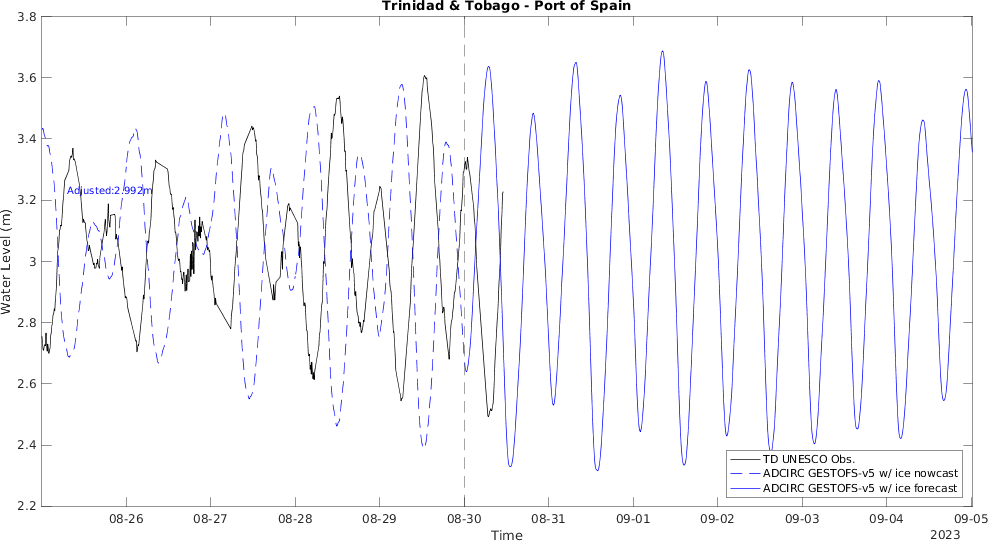 Trinidad & Tobago - Port of Spain
Water Level (m)
3.8
3.6
3.4
3.2
3
2.8
2.6
2.4
2.2
Adjusted:2.992m
TD UNESCO Obs.
ADCIRC GESTOFS-v5 w/ ice nowcast
ADCIRC GESTOFS-v5 w/ ice forecast
08-26 08-27 08-28 08-29 08-30 08-31 09-01 09-02 09-03 09-04 09-05
Time
2023